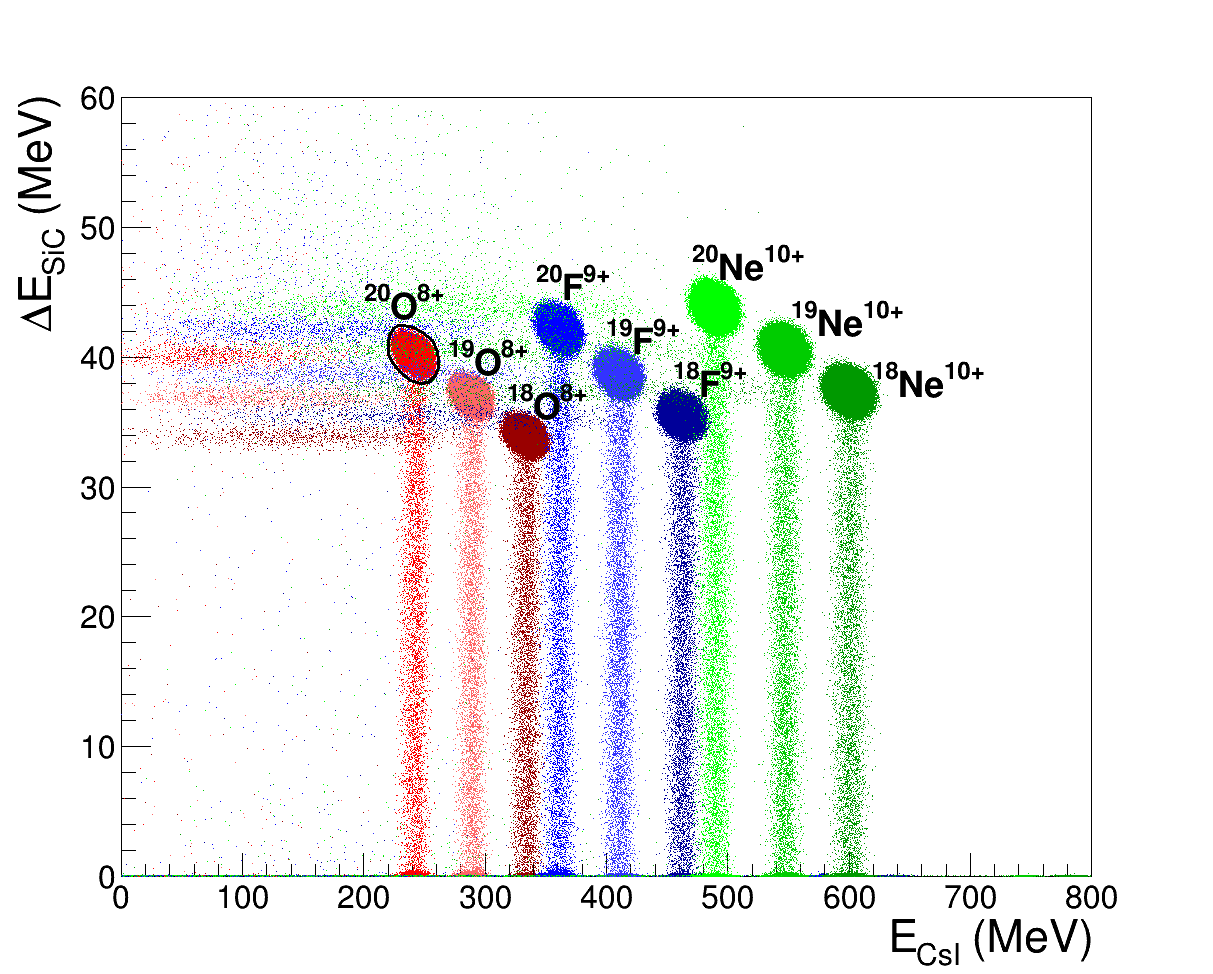 60
50
40
30
20
10
0
ΔE_SiC (MeV)
²⁰Ne¹⁰⁺
²⁰F⁹⁺
²⁰O⁸⁺
¹⁹Ne¹⁰⁺
¹⁹F⁹⁺
¹⁹O⁸⁺
¹⁸F⁹⁺
¹⁸Ne¹⁰⁺
¹⁸O⁸⁺
0 100 200 300 400 500 600 700 800
E_CsI (MeV)